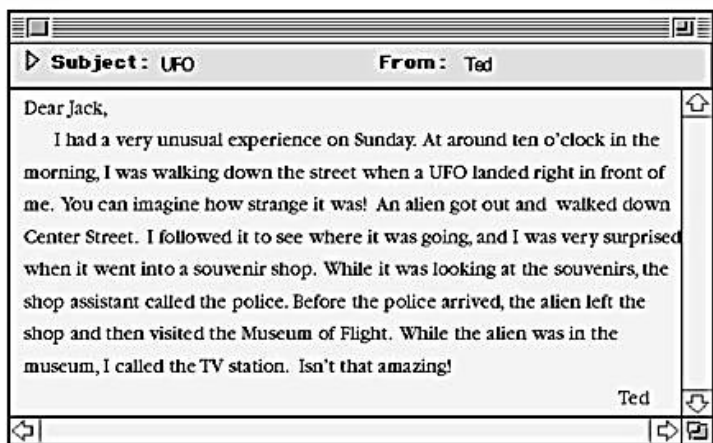 Subject: UFO From: Ted
Dear Jack,
I had a very unusual experience on Sunday. At around ten o'clock in the
morning, I was walking down the street when a UFO landed right in front of
me. You can imagine how strange it was! An alien got out and walked down
Center Street. I followed it to see where it was going, and I was very surprised
when it went into a souvenir shop. While it was looking at the souvenirs, the
shop assistant called the police. Before the police arrived, the alien left the
shop and then visited the Museum of Flight. While the alien was in the
museum, I called the TV station. Isn't that amazing!
Ted